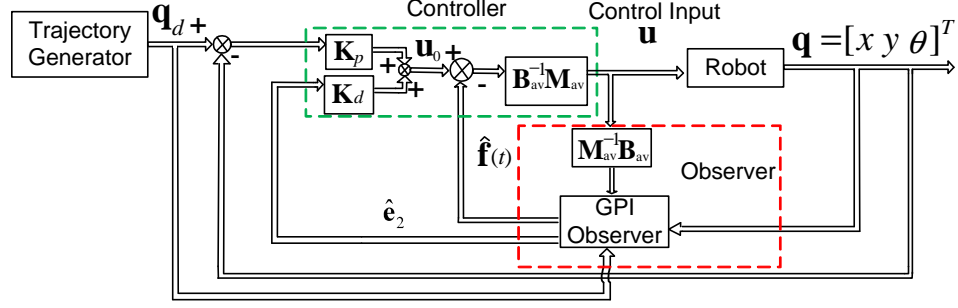 Controller
Control Input
Trajectory
Generator
q_d +
-
K_p
K_d
+
+
u_0 +
-
B_av^-1 M_av
u
Robot
q = [x y θ]^T
M_av^-1 B_av
Observer
f̂(t)
ê_2
GPI
Observer